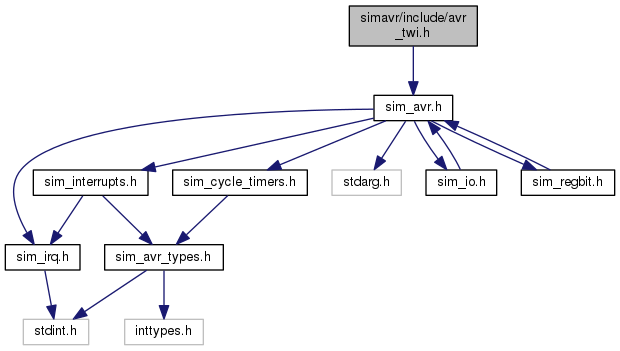 simavr/include/avr
_twi.h
sim_avr.h
sim_interrupts.h
sim_cycle_timers.h
stdarg.h
sim_io.h
sim_regbit.h
sim_irq.h
sim_avr_types.h
stdint.h
inttypes.h